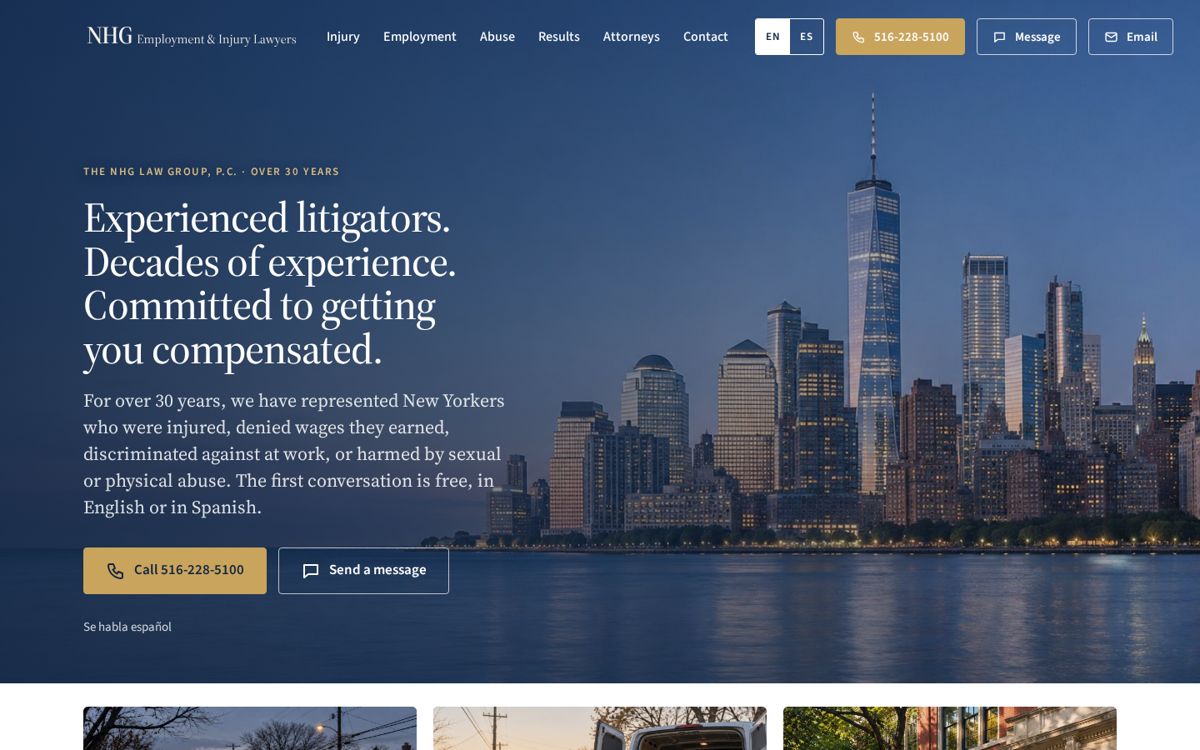 NHG Employment & Injury Lawyers
Injury
Employment
Abuse
Results
Attorneys
Contact
EN
ES
516-228-5100
Message
Email
THE NHG LAW GROUP, P.C. · OVER 30 YEARS
Experienced litigators.
Decades of experience.
Committed to getting
you compensated.
For over 30 years, we have represented New Yorkers
who were injured, denied wages they earned,
discriminated against at work, or harmed by sexual
or physical abuse. The first conversation is free, in
English or in Spanish.
Call 516-228-5100
Send a message
Se habla español